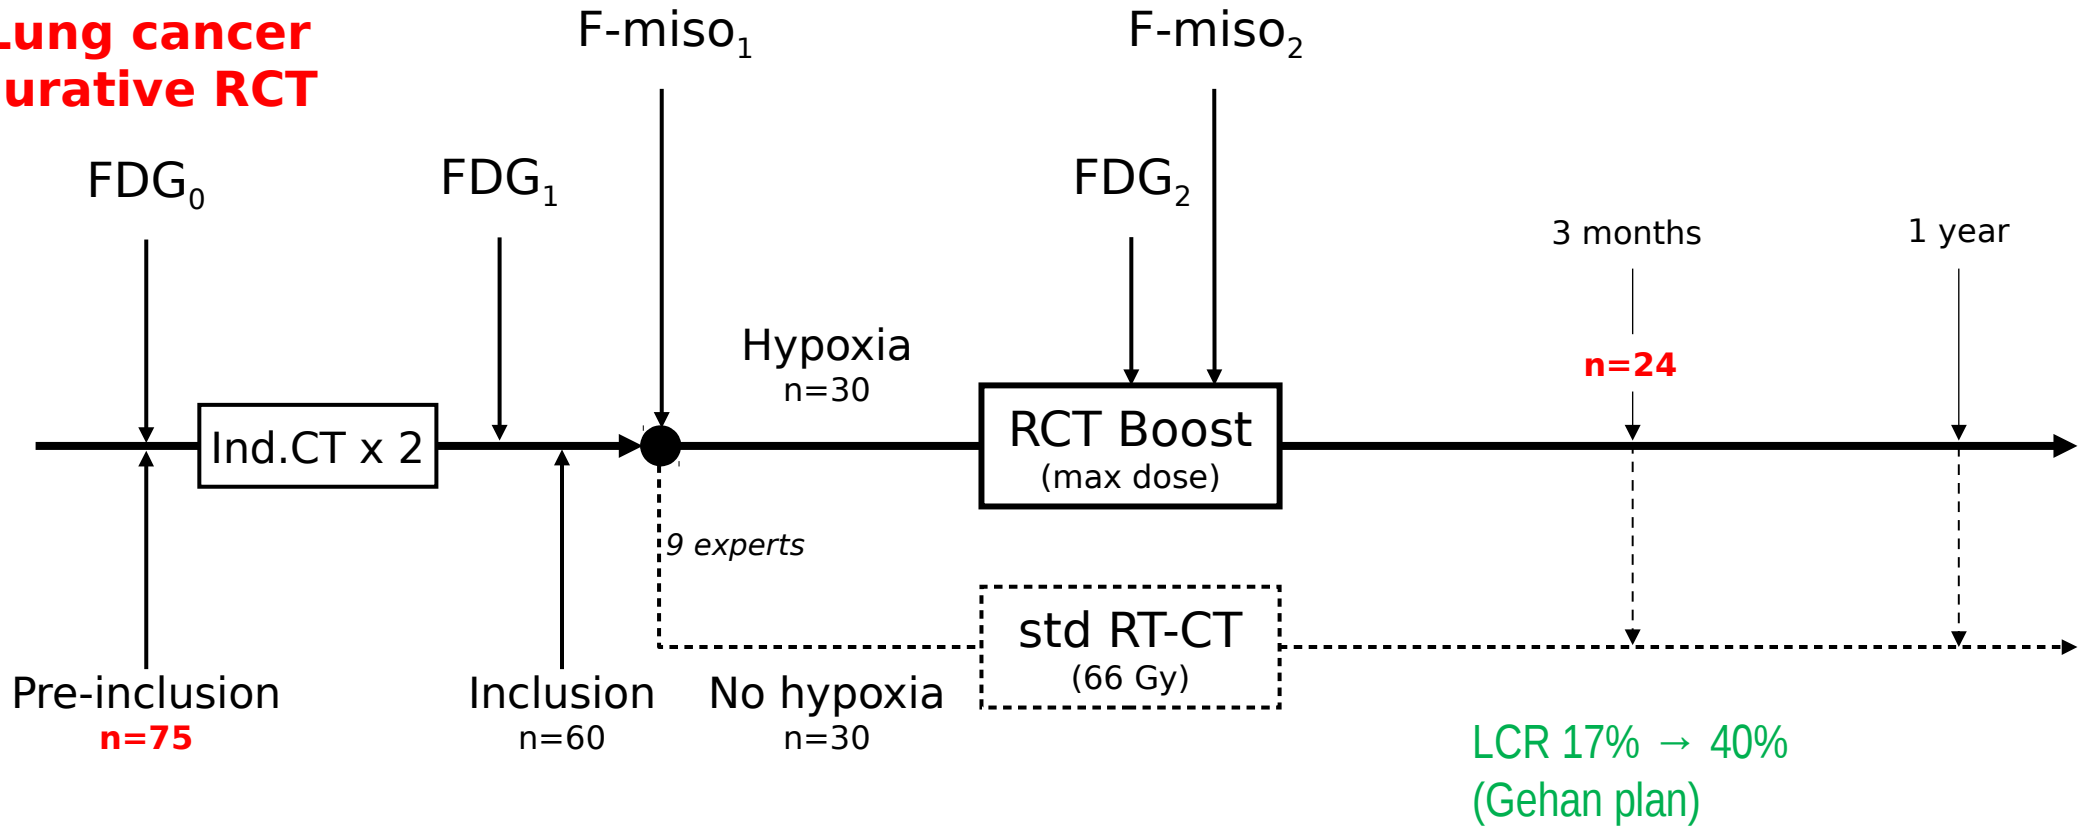 Lung cancer
urative RCT
F-miso1
F-miso2
FDG0
FDG1
FDG2
3 months
1 year
Hypoxia
n=30
n=24
Ind.CT x 2
RCT Boost
(max dose)
9 experts
std RT-CT
(66 Gy)
Pre-inclusion
n=75
Inclusion
n=60
No hypoxia
n=30
LCR 17% → 40%
(Gehan plan)